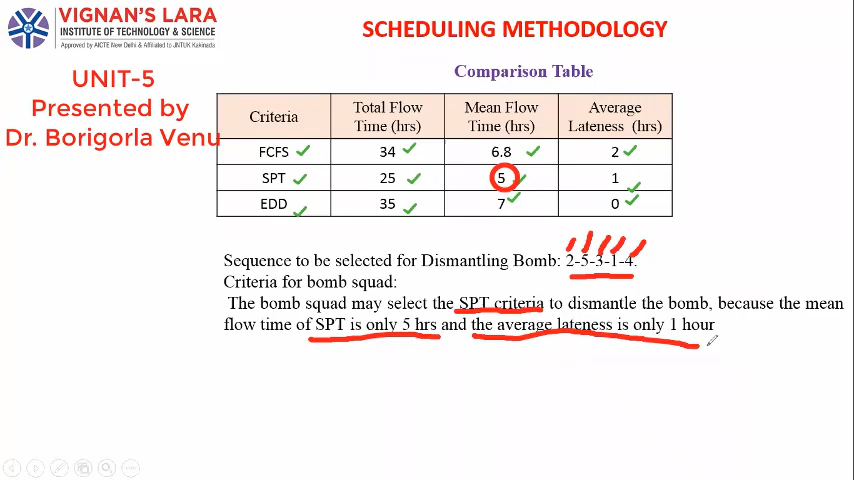 VIGNAN'S LARA
INSTITUTE OF TECHNOLOGY & SCIENCE
Approved by AICTE New Delhi & Affiliated to JNTUK Kakinada
SCHEDULING METHODOLOGY
UNIT-5
Presented by
Dr. Borigorla Venu
Comparison Table
Criteria Total Flow Time (hrs) Mean Flow Time (hrs) Average Lateness (hrs)
FCFS 34 6.8 2
SPT 25 5 1
EDD 35 7 0
Sequence to be selected for Dismantling Bomb: 2-5-3-1-4.
Criteria for bomb squad:
The bomb squad may select the SPT criteria to dismantle the bomb, because the mean
flow time of SPT is only 5 hrs and the average lateness is only 1 hour